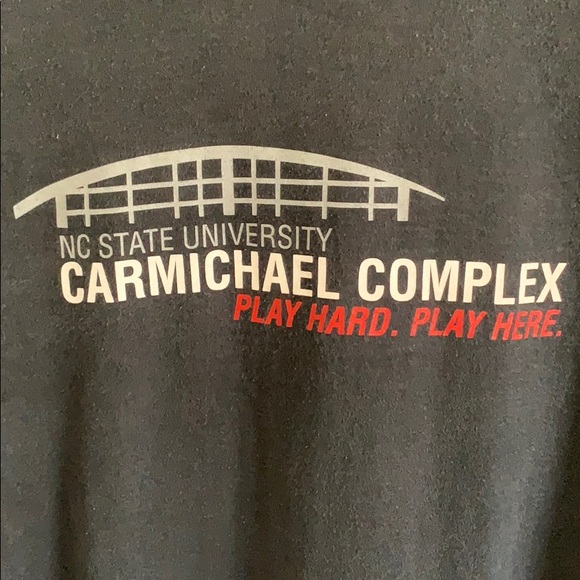 NC STATE UNIVERSITY
CARMICHAEL COMPLEX
PLAY HARD. PLAY HERE.